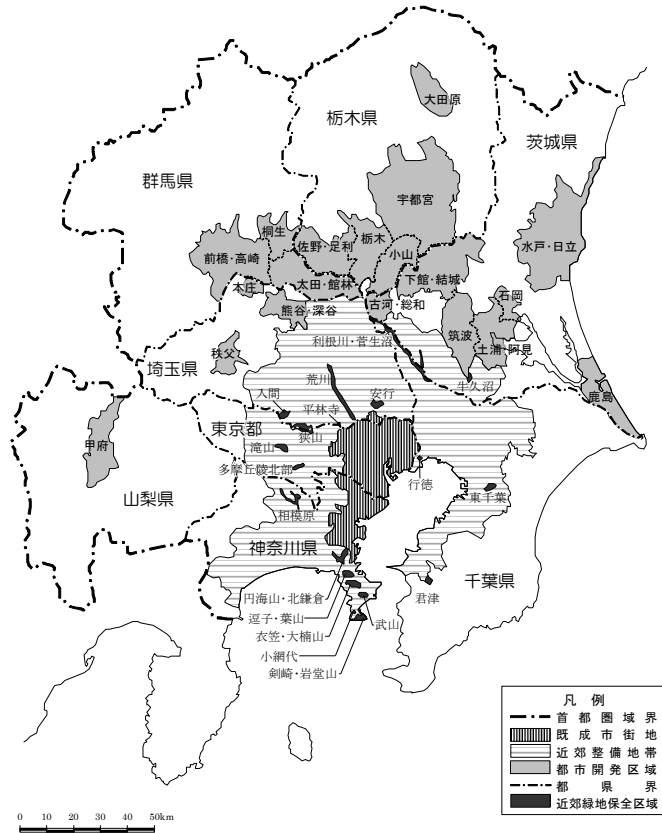 大田原
栃木県
茨城県
群馬県
宇都宮
桐生
佐野・足利
栃木
小山
水戸・日立
前橋・高崎
太田・館林
下館・結城
本庄
熊谷・深谷
古河・総和
石岡
利根川・菅生沼
筑波
土浦・阿見
秩父
埼玉県
荒川
牛久沼
入間
安行
鹿島
平林寺
東京都
狭山
甲府
滝山
多摩丘陵北部
行徳
東千葉
山梨県
相模原
神奈川県
千葉県
円海山・北鎌倉
君津
逗子・葉山
武山
衣笠・大楠山
小網代
剣崎・岩堂山
凡例
首都圏域界
既成市街地
近郊整備地帯
都市開発区域
都県界
近郊緑地保全区域
0 10 20 30 40 50km